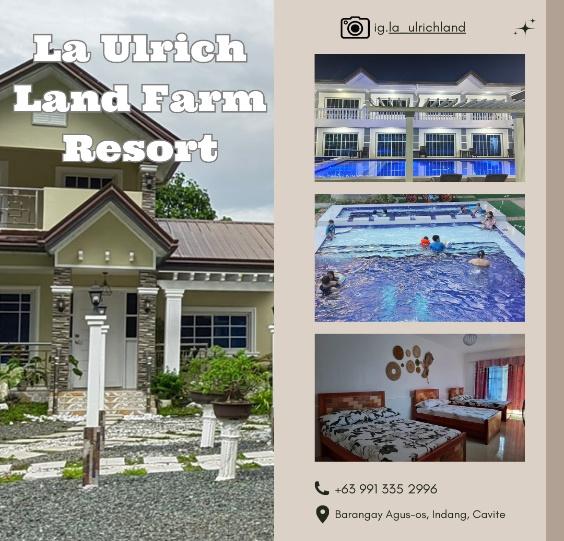 La Ulrich
Land Farm
Resort
ig.la_ulrichland
+63 991 335 2996
Barangay Agus-os, Indang, Cavite